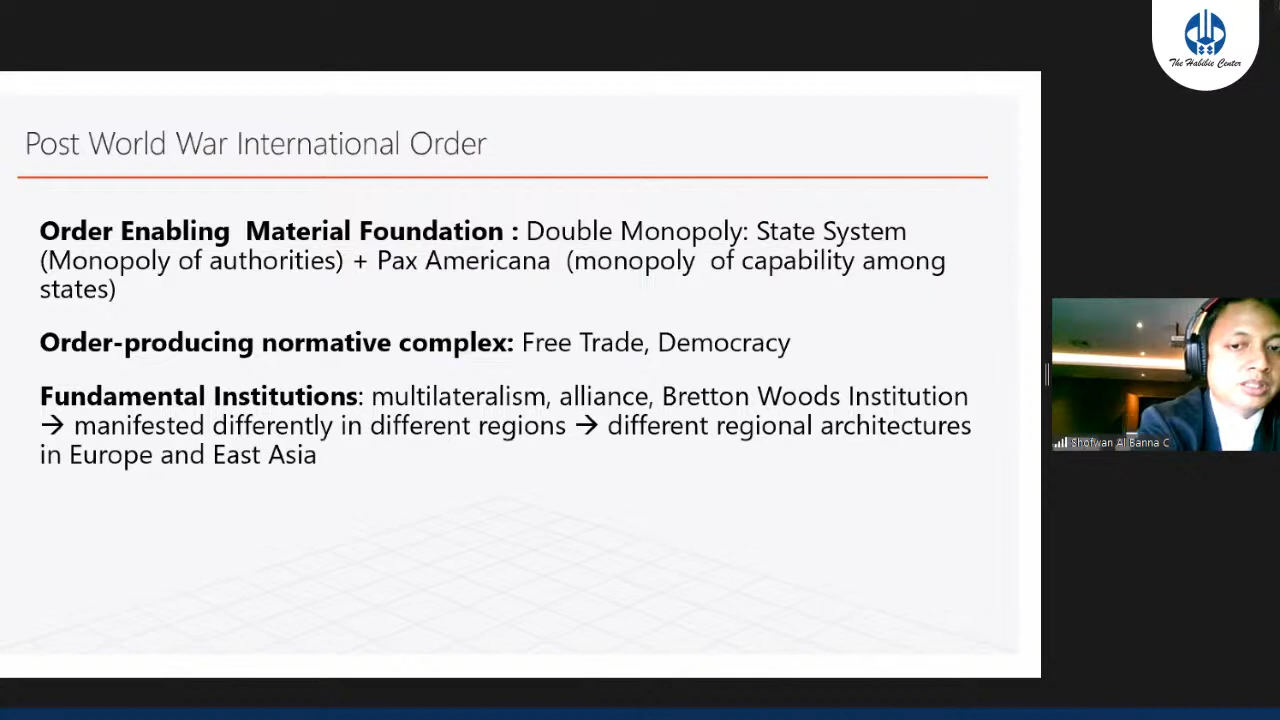 The Habibie Center
Post World War International Order
Order Enabling  Material Foundation : Double Monopoly: State System
(Monopoly of authorities) + Pax Americana  (monopoly  of capability among
states)
Order-producing normative complex: Free Trade, Democracy
Fundamental Institutions: multilateralism, alliance, Bretton Woods Institution
→ manifested differently in different regions → different regional architectures
in Europe and East Asia
Shofwan Al Banna C